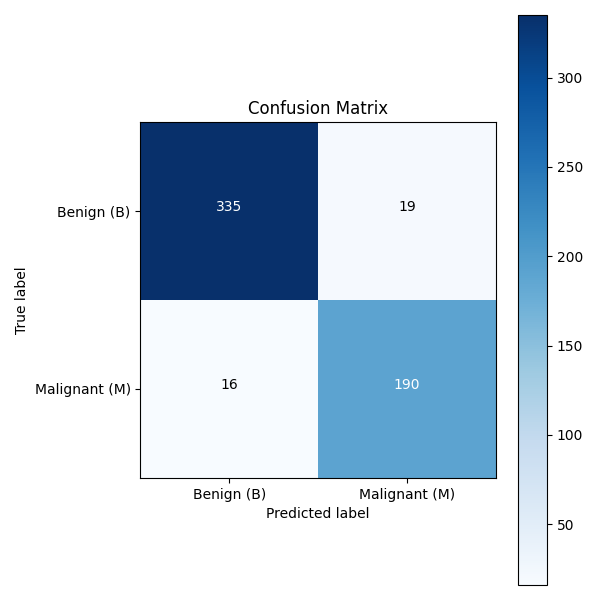 Confusion Matrix
300
250
200
150
100
50
True label
Benign (B)
335
19
Malignant (M)
16
190
Benign (B)
Malignant (M)
Predicted label